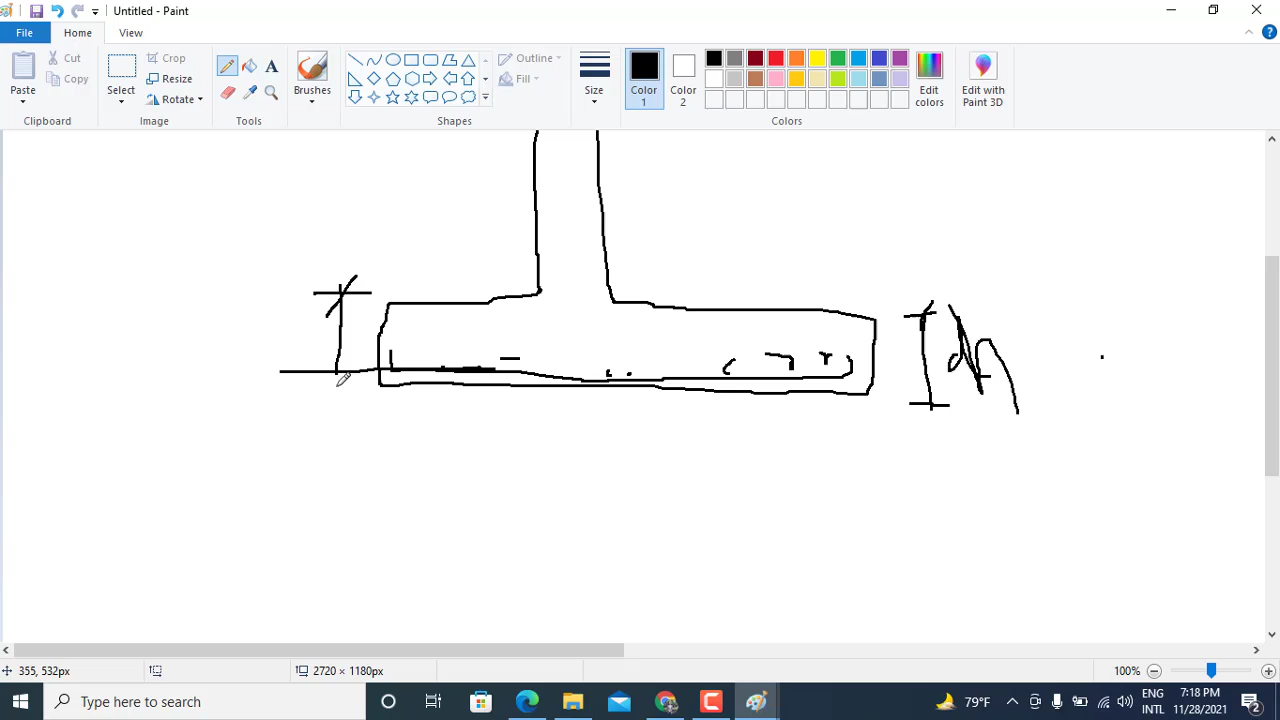 Untitled - Paint
File Home View
Paste
Cut
Copy
Clipboard
Select
Crop
Resize
Rotate
Image
A
Tools
Brushes
Outline
Fill
Shapes
Size
Color 1
Color 2
Edit colors
Colors
Edit with Paint 3D
355, 532px
2720 × 1180px
100%
Type here to search
79°F
ENG
INTL
7:18 PM
11/28/2021
2